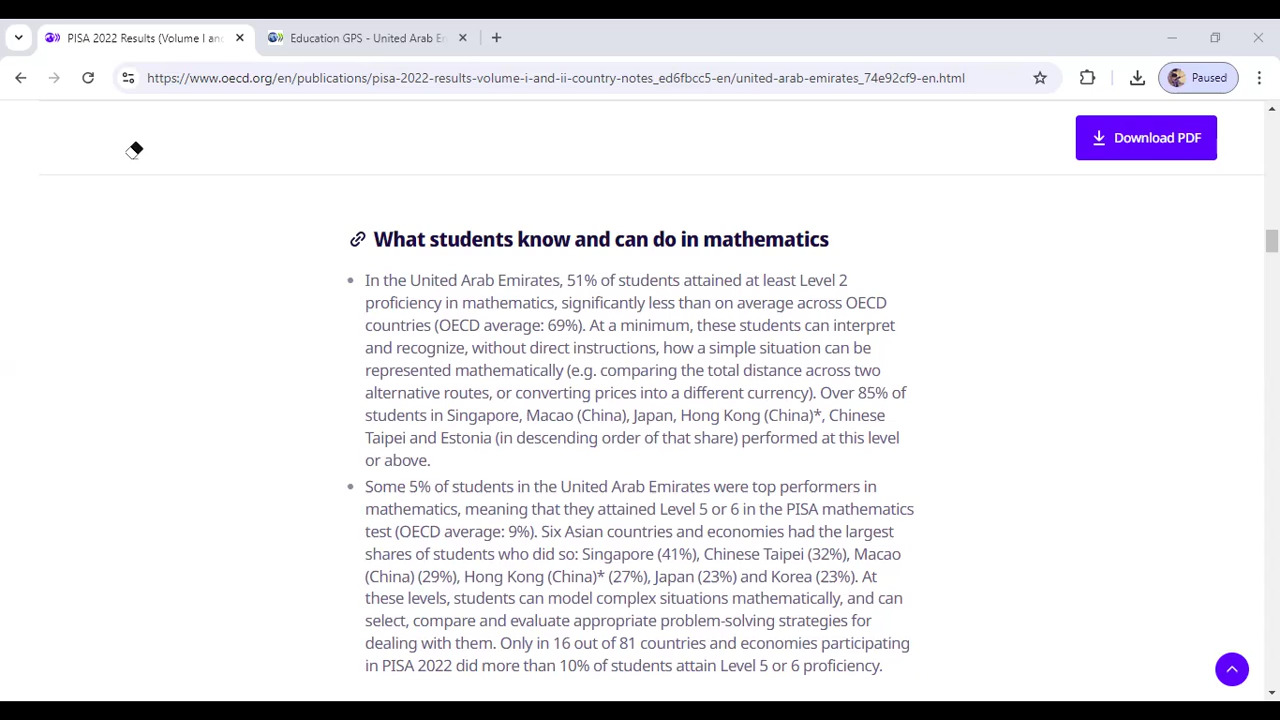 PISA 2022 Results (Volume I and
Education GPS - United Arab E
https://www.oecd.org/en/publications/pisa-2022-results-volume-i-and-ii-country-notes_ed6fbcc5-en/united-arab-emirates_74e92cf9-en.html
Paused
Download PDF
What students know and can do in mathematics
In the United Arab Emirates, 51% of students attained at least Level 2
proficiency in mathematics, significantly less than on average across OECD
countries (OECD average: 69%). At a minimum, these students can interpret
and recognize, without direct instructions, how a simple situation can be
represented mathematically (e.g. comparing the total distance across two
alternative routes, or converting prices into a different currency). Over 85% of
students in Singapore, Macao (China), Japan, Hong Kong (China)*, Chinese
Taipei and Estonia (in descending order of that share) performed at this level
or above.
Some 5% of students in the United Arab Emirates were top performers in
mathematics, meaning that they attained Level 5 or 6 in the PISA mathematics
test (OECD average: 9%). Six Asian countries and economies had the largest
shares of students who did so: Singapore (41%), Chinese Taipei (32%), Macao
(China) (29%), Hong Kong (China)* (27%), Japan (23%) and Korea (23%). At
these levels, students can model complex situations mathematically, and can
select, compare and evaluate appropriate problem-solving strategies for
dealing with them. Only in 16 out of 81 countries and economies participating
in PISA 2022 did more than 10% of students attain Level 5 or 6 proficiency.